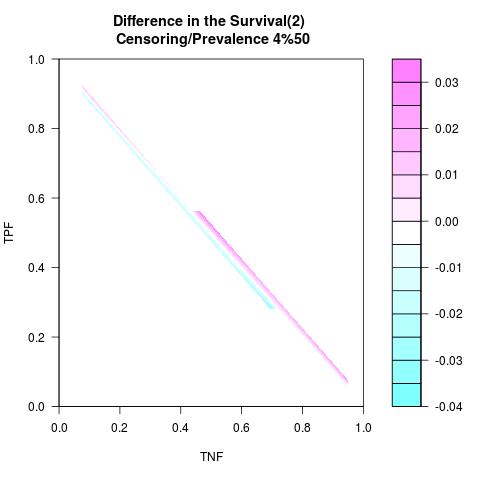 Difference in the Survival(2)
Censoring/Prevalence 4%50
1.0
0.8
0.6
0.4
0.2
0.0
TPF
0.0 0.2 0.4 0.6 0.8 1.0
TNF
0.03
0.02
0.01
0.00
-0.01
-0.02
-0.03
-0.04